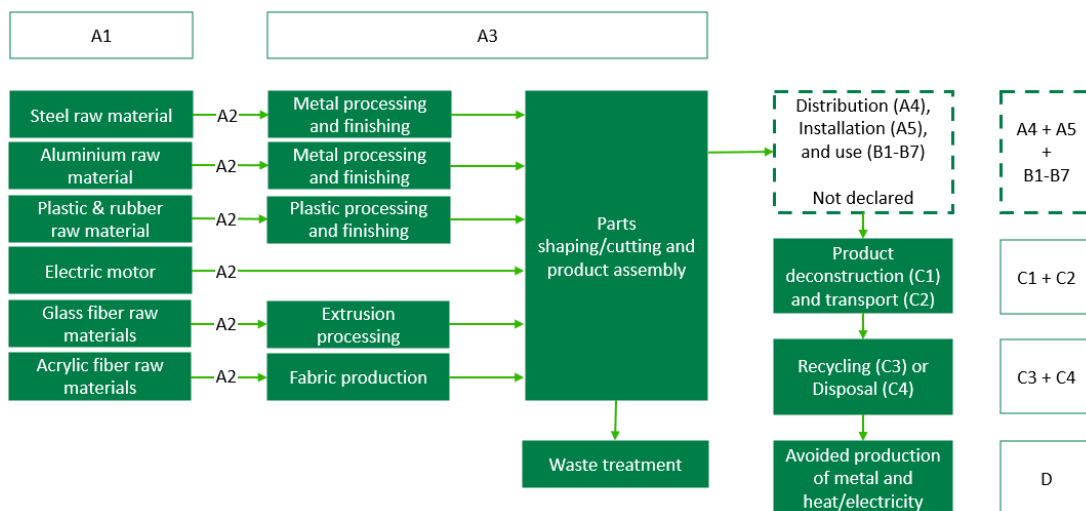 A1
A3
Steel raw material
A2
Metal processing
and finishing
Aluminium raw
material
A2
Metal processing
and finishing
Plastic & rubber
raw material
A2
Plastic processing
and finishing
Electric motor
A2
Glass fiber raw
materials
A2
Extrusion
processing
Acrylic fiber raw
materials
A2
Fabric production
Parts
shaping/cutting and
product assembly
Waste treatment
Distribution (A4),
Installation (A5),
and use (B1-B7)
Not declared
A4 + A5
+
B1-B7
Product
deconstruction (C1)
and transport (C2)
C1 + C2
Recycling (C3) or
Disposal (C4)
C3 + C4
Avoided production
of metal and
heat/electricity
D